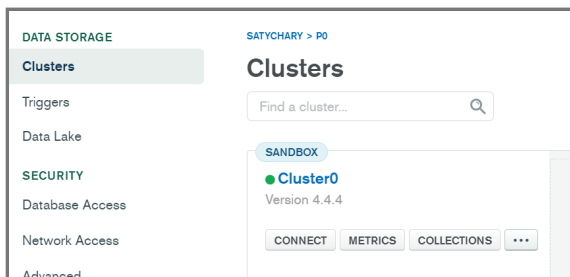 DATA STORAGE
Clusters
Triggers
Data Lake
SECURITY
Database Access
Network Access
Advanced
SATYCHARY > P0
Clusters
Find a cluster...
SANDBOX
Cluster0
Version 4.4.4
CONNECT METRICS COLLECTIONS ...